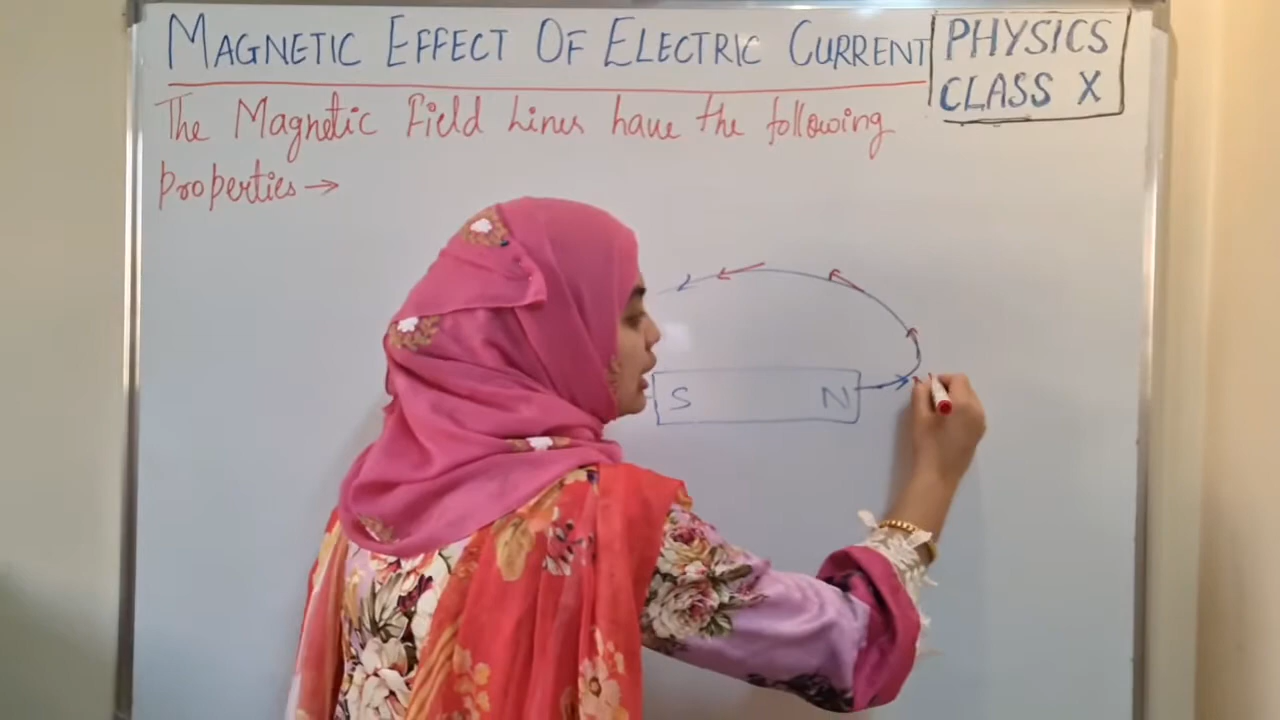 MAGNETIC EFFECT OF ELECTRIC CURRENT
PHYSICS
CLASS X
The Magnetic Field Lines have the following
properties →
S N